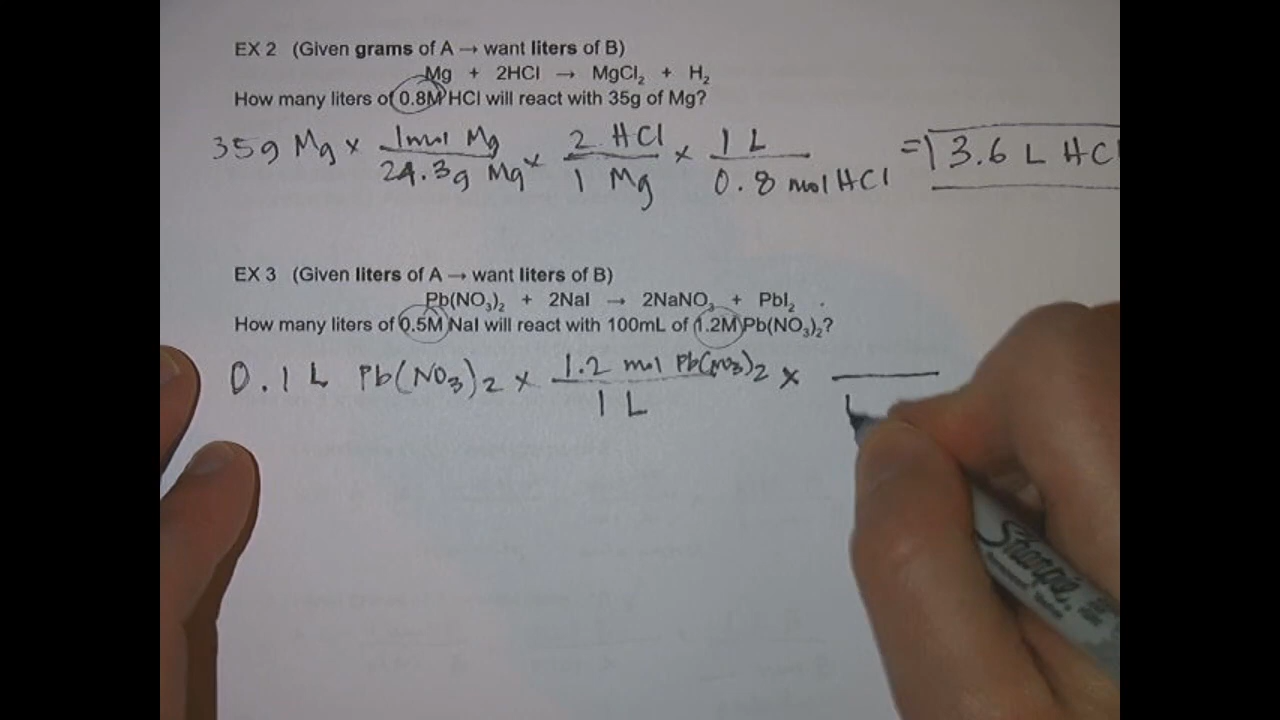 EX 2 (Given grams of A → want liters of B)
Mg + 2HCl → MgCl₂ + H₂
How many liters of 0.8M HCl will react with 35g of Mg?
35g Mg × 1mol Mg / 24.3g Mg × 2 HCl / 1 Mg × 1 L / 0.8 mol HCl = 3.6 L HCl
EX 3 (Given liters of A → want liters of B)
Pb(NO₃)₂ + 2NaI → 2NaNO₃ + PbI₂ .
How many liters of 0.5M NaI will react with 100mL of 1.2M Pb(NO₃)₂?
0.1 L Pb(NO₃)₂ × 1.2 mol Pb(NO₃)₂ / 1 L ×
Sharpie